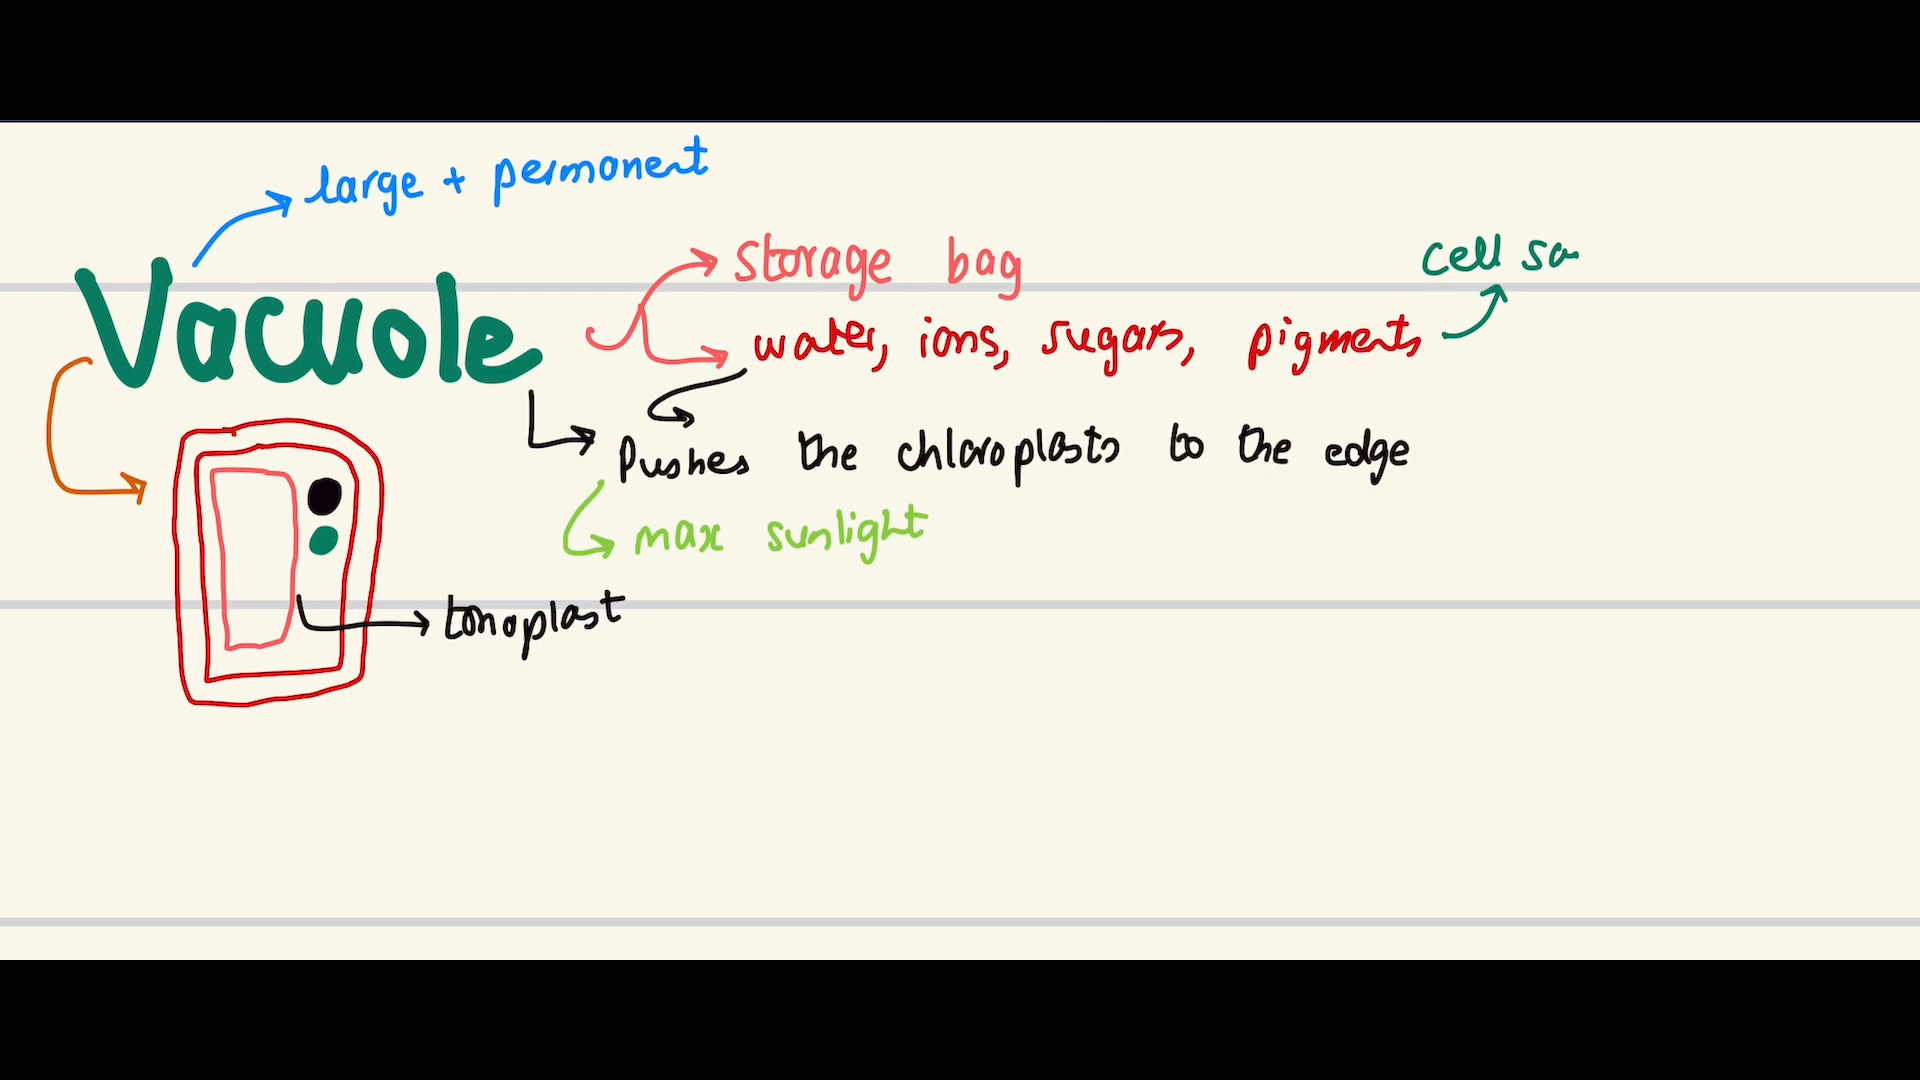 large + permanent
storage bag
cell sa
Vacuole
water, ions, sugars, pigments
Pushes the chloroplasts to the edge
max sunlight
tonoplast